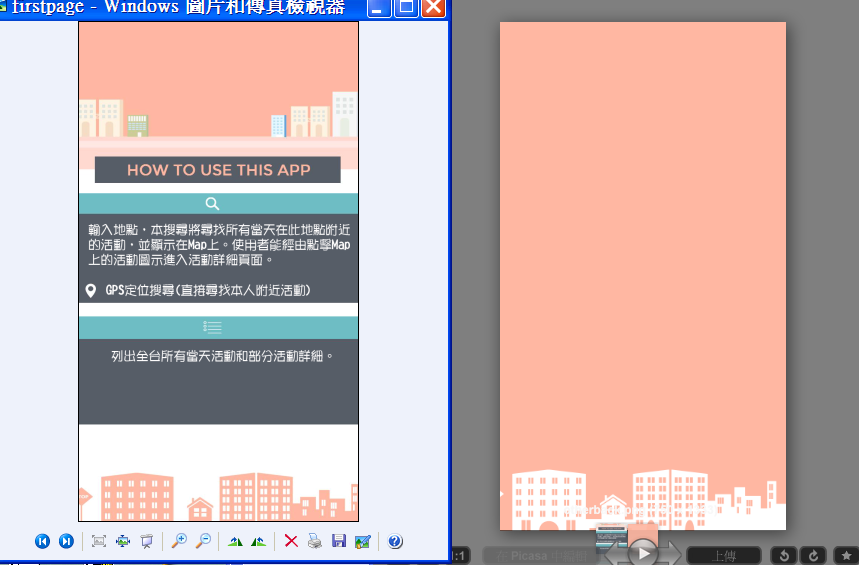 firstpage - Windows 圖片和傳真檢視器
HOW TO USE THIS APP
輸入地點，本搜尋將尋找所有當天在此地點附近
的活動，並顯示在Map上。使用者能經由點擊Map
上的活動圖示進入活動詳細頁面。
GPS定位搜尋(直接尋找本人附近活動)
列出全台所有當天活動和部分活動詳細。
1:1
在 Picasa 中編輯
上傳